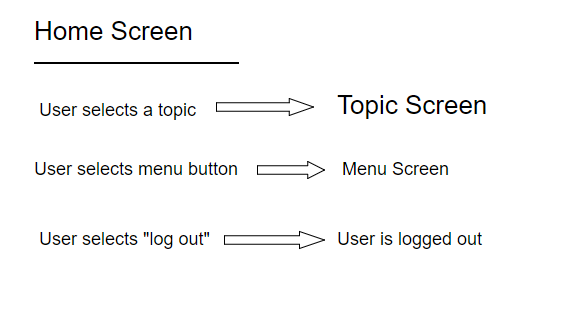 Home Screen
User selects a topic
Topic Screen
User selects menu button
Menu Screen
User selects "log out"
User is logged out